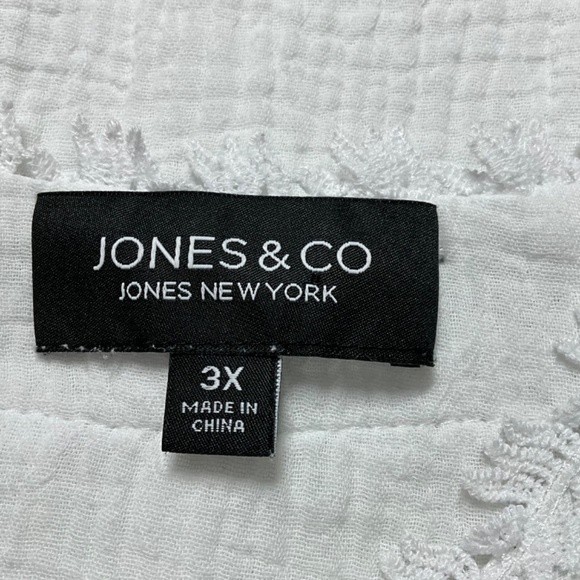 JONES & CO
JONES NEW YORK
3X
MADE IN
CHINA